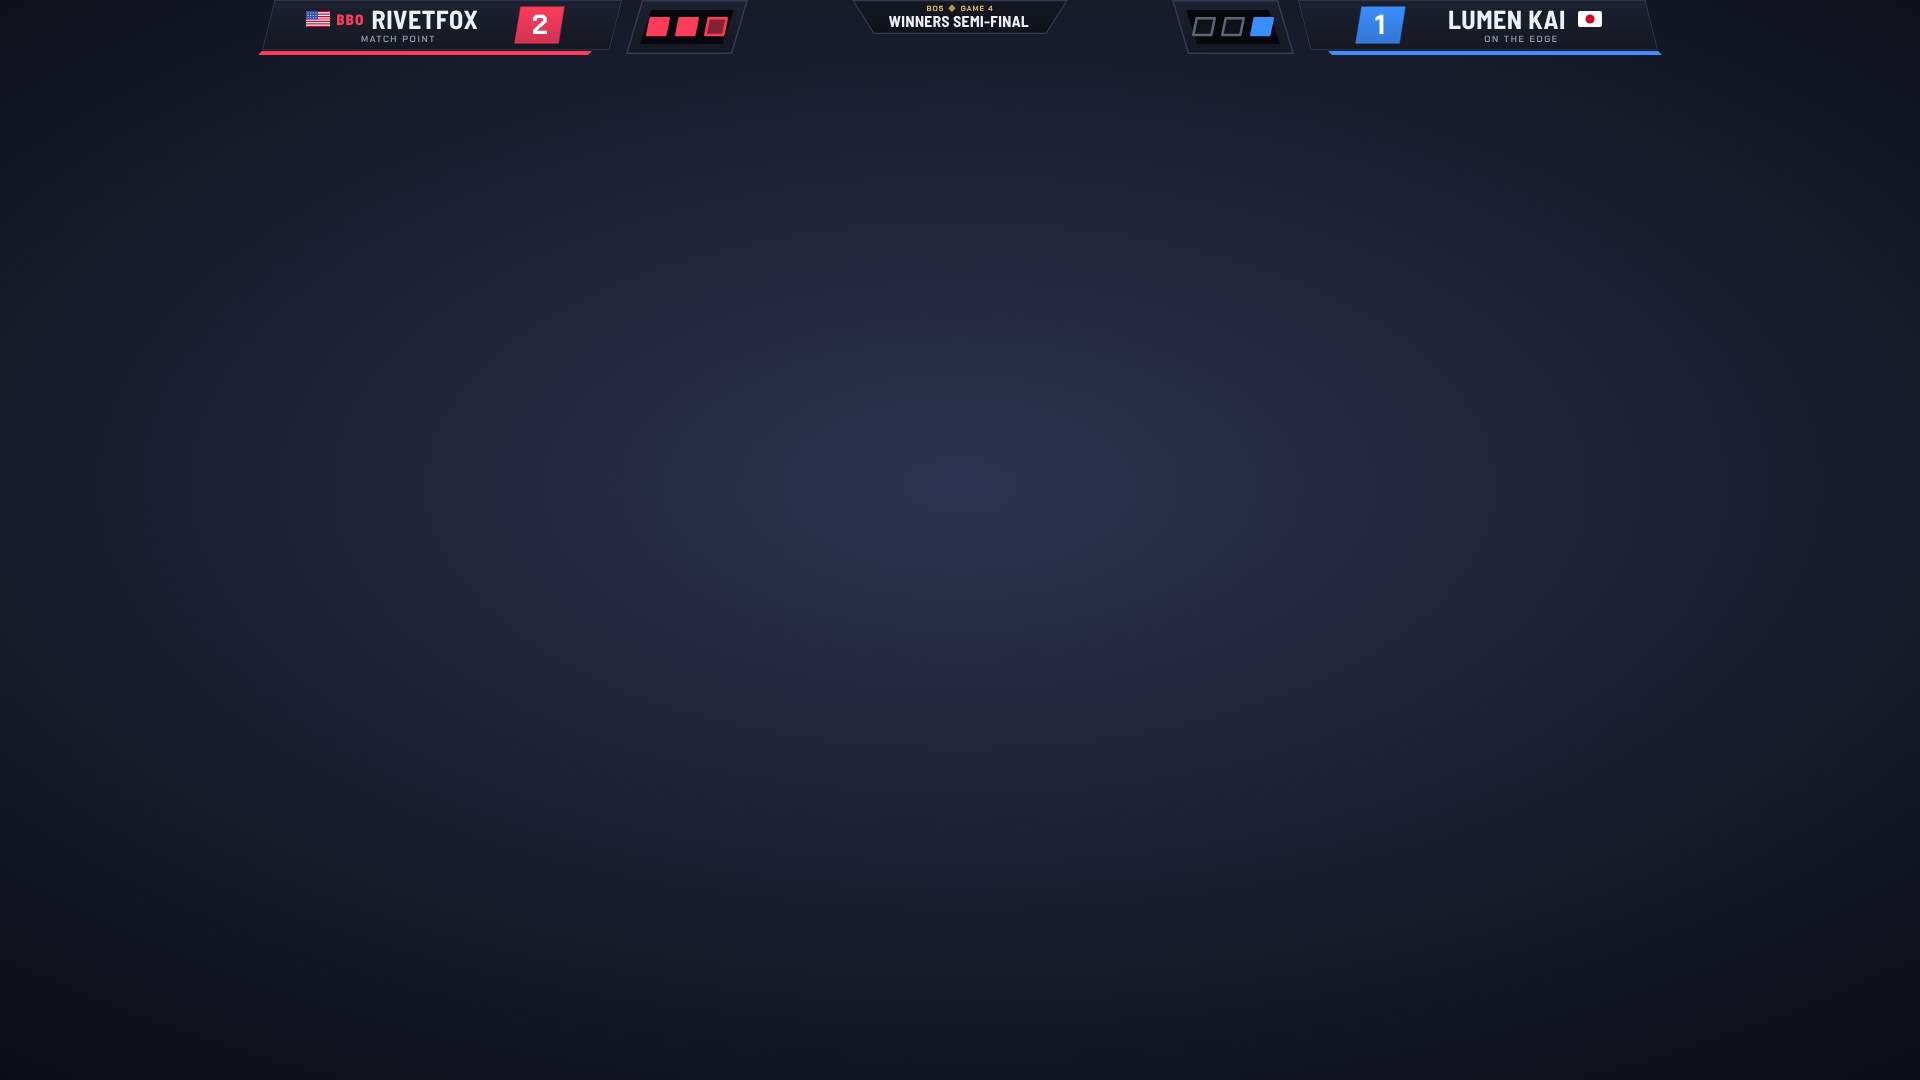 BBO RIVETFOX
MATCH POINT
2
BO5 ◆ GAME 4
WINNERS SEMI-FINAL
1
LUMEN KAI
ON THE EDGE